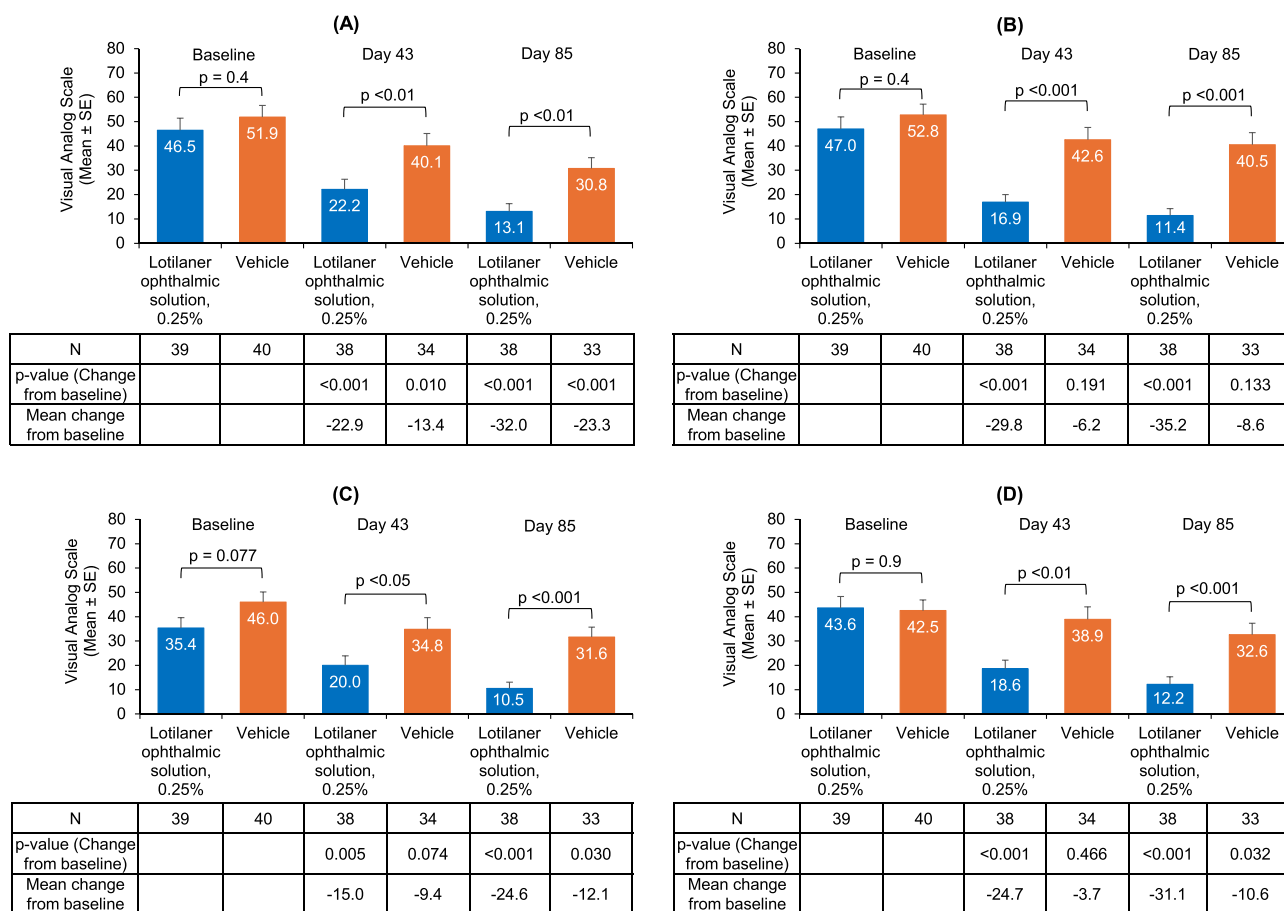 (A)
Visual Analog Scale
(Mean ± SE)
80
70
60
50
40
30
20
10
0
Baseline
Day 43
Day 85
p = 0.4
p <0.01
p <0.01
46.5
51.9
22.2
40.1
13.1
30.8
Lotilaner
ophthalmic
solution,
0.25%
Vehicle
Lotilaner
ophthalmic
solution,
0.25%
Vehicle
Lotilaner
ophthalmic
solution,
0.25%
Vehicle
N 39 40 38 34 38 33
p-value (Change
from baseline) <0.001 0.010 <0.001 <0.001
Mean change
from baseline -22.9 -13.4 -32.0 -23.3
(B)
Visual Analog Scale
(Mean ± SE)
80
70
60
50
40
30
20
10
0
Baseline
Day 43
Day 85
p = 0.4
p <0.001
p <0.001
47.0
52.8
16.9
42.6
11.4
40.5
Lotilaner
ophthalmic
solution,
0.25%
Vehicle
Lotilaner
ophthalmic
solution,
0.25%
Vehicle
Lotilaner
ophthalmic
solution,
0.25%
Vehicle
N 39 40 38 34 38 33
p-value (Change
from baseline) <0.001 0.191 <0.001 0.133
Mean change
from baseline -29.8 -6.2 -35.2 -8.6
(C)
Visual Analog Scale
(Mean ± SE)
80
70
60
50
40
30
20
10
0
Baseline
Day 43
Day 85
p = 0.077
p <0.05
p <0.001
35.4
46.0
20.0
34.8
10.5
31.6
Lotilaner
ophthalmic
solution,
0.25%
Vehicle
Lotilaner
ophthalmic
solution,
0.25%
Vehicle
Lotilaner
ophthalmic
solution,
0.25%
Vehicle
N 39 40 38 34 38 33
p-value (Change
from baseline) 0.005 0.074 <0.001 0.030
Mean change
from baseline -15.0 -9.4 -24.6 -12.1
(D)
Visual Analog Scale
(Mean ± SE)
80
70
60
50
40
30
20
10
0
Baseline
Day 43
Day 85
p = 0.9
p <0.01
p <0.001
43.6
42.5
18.6
38.9
12.2
32.6
Lotilaner
ophthalmic
solution,
0.25%
Vehicle
Lotilaner
ophthalmic
solution,
0.25%
Vehicle
Lotilaner
ophthalmic
solution,
0.25%
Vehicle
N 39 40 38 34 38 33
p-value (Change
from baseline) <0.001 0.466 <0.001 0.032
Mean change
from baseline -24.7 -3.7 -31.1 -10.6